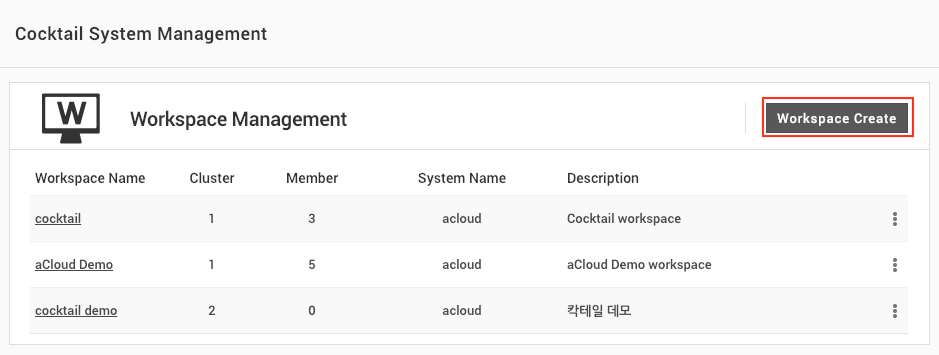 Cocktail System Management
W
Workspace Management
Workspace Create
Workspace Name Cluster Member System Name Description
cocktail 1 3 acloud Cocktail workspace
aCloud Demo 1 5 acloud aCloud Demo workspace
cocktail demo 2 0 acloud 칵테일 데모